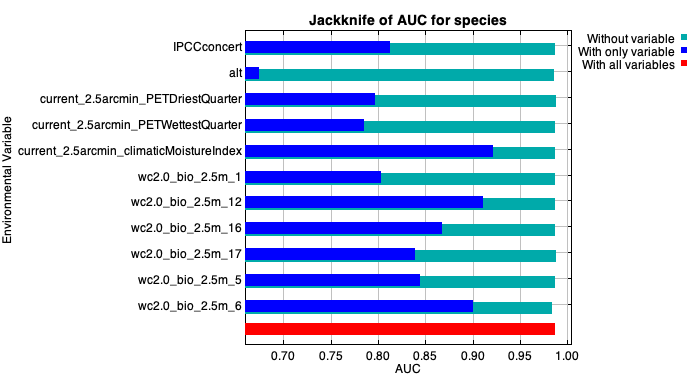 Jackknife of AUC for species
Without variable
With only variable
With all variables
Environmental Variable
IPCCconcert
alt
current_2.5arcmin_PETDriestQuarter
current_2.5arcmin_PETWettestQuarter
current_2.5arcmin_climaticMoistureIndex
wc2.0_bio_2.5m_1
wc2.0_bio_2.5m_12
wc2.0_bio_2.5m_16
wc2.0_bio_2.5m_17
wc2.0_bio_2.5m_5
wc2.0_bio_2.5m_6
0.70 0.75 0.80 0.85 0.90 0.95 1.00
AUC